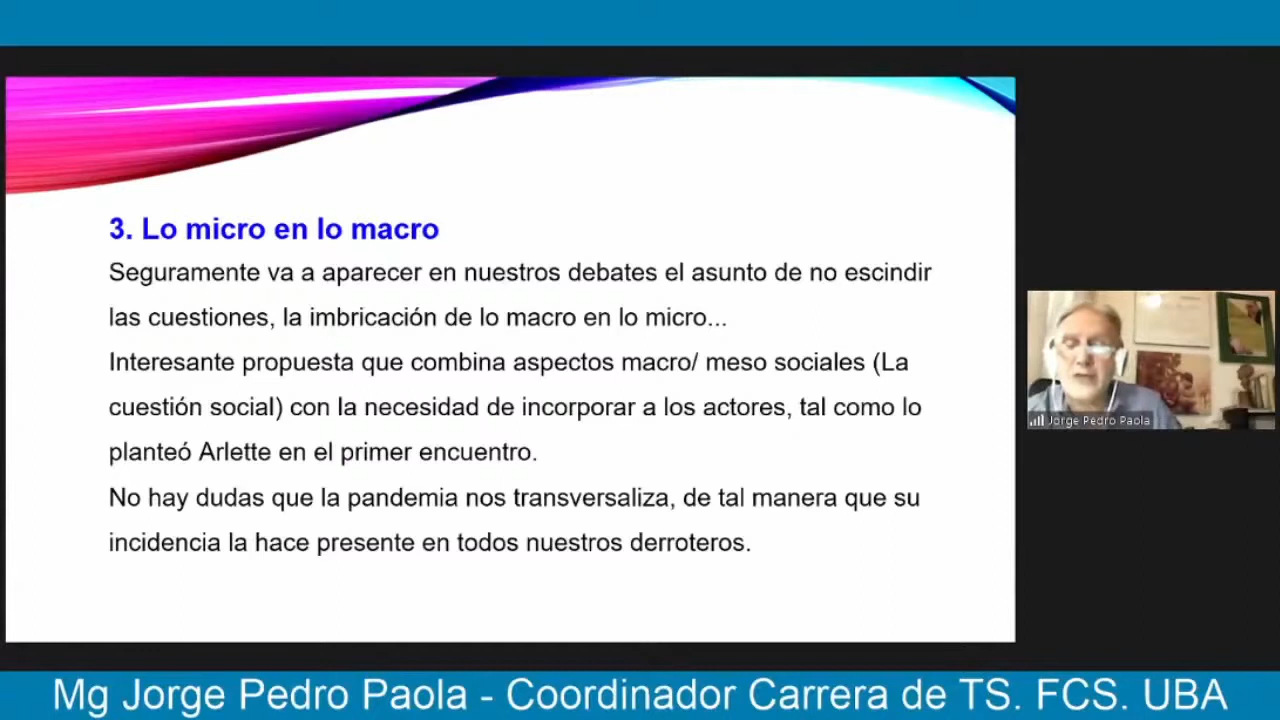 3. Lo micro en lo macro
Seguramente va a aparecer en nuestros debates el asunto de no escindir
las cuestiones, la imbricación de lo macro en lo micro...
Interesante propuesta que combina aspectos macro/ meso sociales (La
cuestión social) con la necesidad de incorporar a los actores, tal como lo
planteó Arlette en el primer encuentro.
No hay dudas que la pandemia nos transversaliza, de tal manera que su
incidencia la hace presente en todos nuestros derroteros.
Jorge Pedro Paola
Mg Jorge Pedro Paola - Coordinador Carrera de TS. FCS. UBA